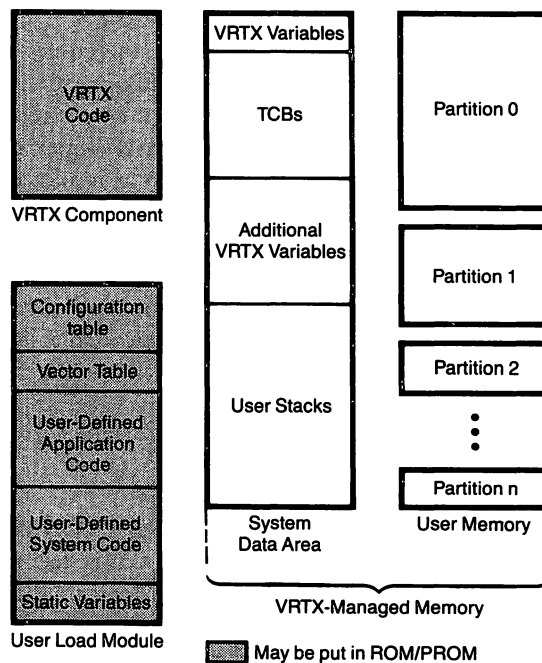 VRTX
Code
VRTX Component
Configuration
table
Vector Table
User-Defined
Application
Code
User-Defined
System Code
Static Variables
User Load Module
VRTX Variables
TCBs
Additional
VRTX Variables
User Stacks
System
Data Area
Partition 0
Partition 1
Partition 2
Partition n
User Memory
VRTX-Managed Memory
May be put in ROM/PROM